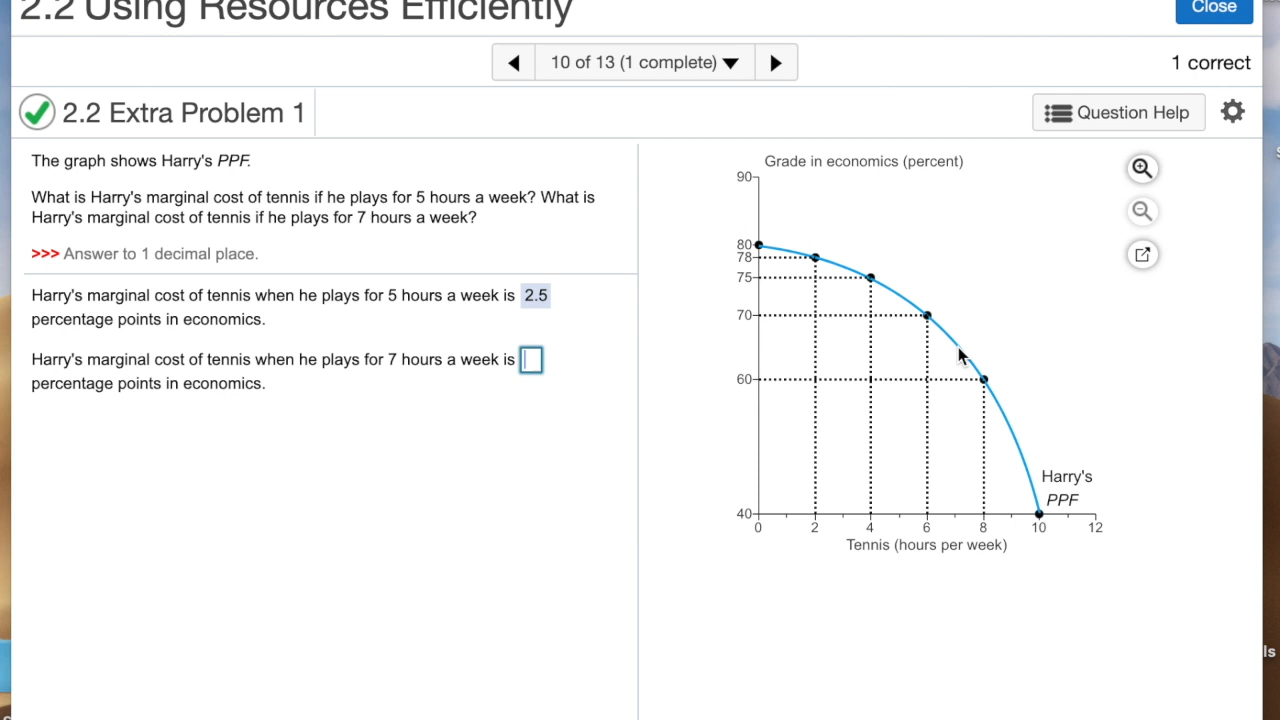 2.2 Using Resources Efficiently
Close
10 of 13 (1 complete)
1 correct
2.2 Extra Problem 1
Question Help
The graph shows Harry's PPF.
What is Harry's marginal cost of tennis if he plays for 5 hours a week? What is
Harry's marginal cost of tennis if he plays for 7 hours a week?
>>> Answer to 1 decimal place.
Harry's marginal cost of tennis when he plays for 5 hours a week is 2.5
percentage points in economics.
Harry's marginal cost of tennis when he plays for 7 hours a week is
percentage points in economics.
Grade in economics (percent)
90
80
78
75
70
60
40
Harry's
PPF
0 2 4 6 8 10 12
Tennis (hours per week)
ls